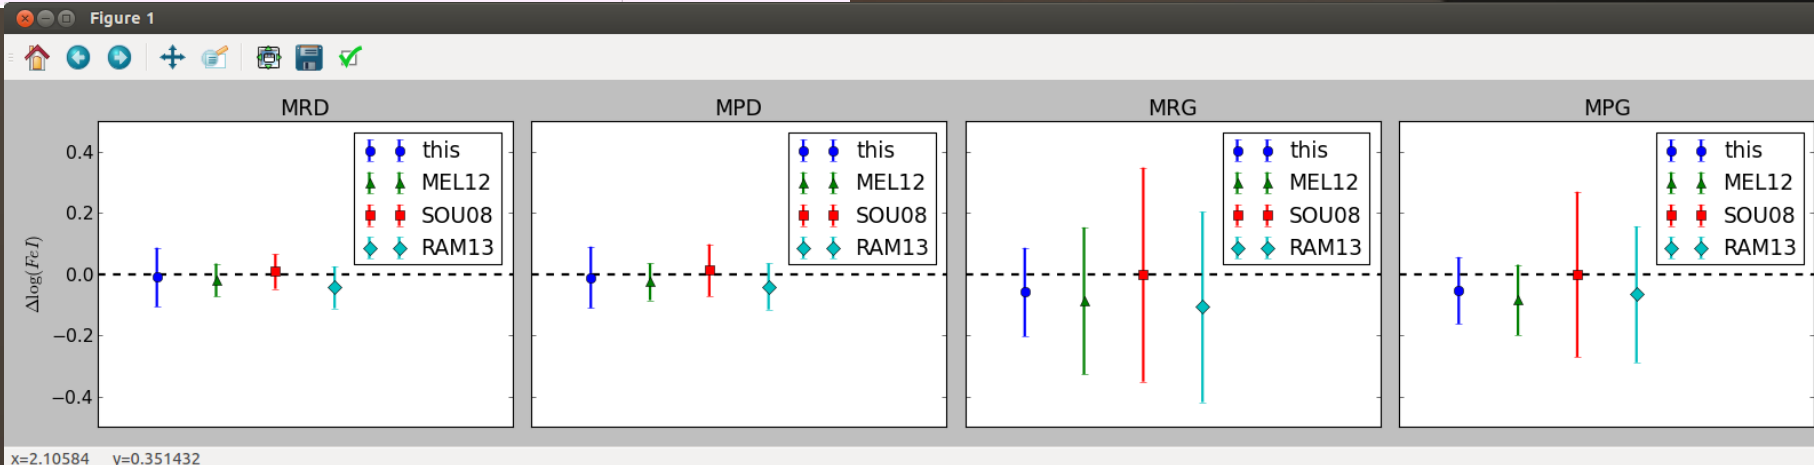 Figure 1
MRD
MPD
MRG
MPG
this
MEL12
SOU08
RAM13
this
MEL12
SOU08
RAM13
this
MEL12
SOU08
RAM13
this
MEL12
SOU08
RAM13
0.4
0.2
0.0
−0.2
−0.4
Δlog(FeI)
x=2.10584 y=0.351432